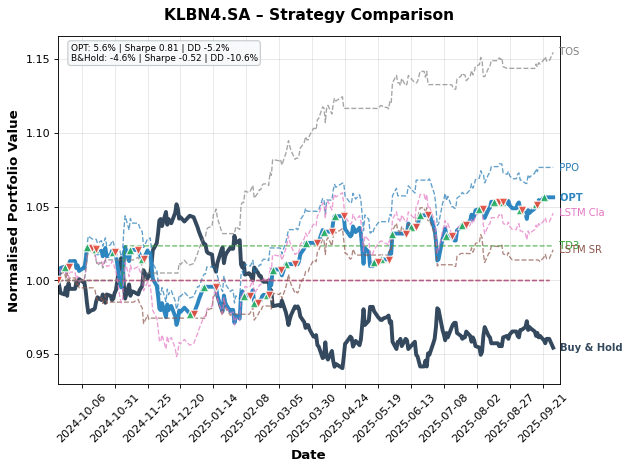 KLBN4.SA – Strategy Comparison
OPT: 5.6% | Sharpe 0.81 | DD -5.2%
B&Hold: -4.6% | Sharpe -0.52 | DD -10.6%
Normalised Portfolio Value
1.15
1.10
1.05
1.00
0.95
TOS
PPO
OPT
LSTM Cla
TD3
LSTM SR
Buy & Hold
2024-10-06
2024-10-31
2024-11-25
2024-12-20
2025-01-14
2025-02-08
2025-03-05
2025-03-30
2025-04-24
2025-05-19
2025-06-13
2025-07-08
2025-08-02
2025-08-27
2025-09-21
Date